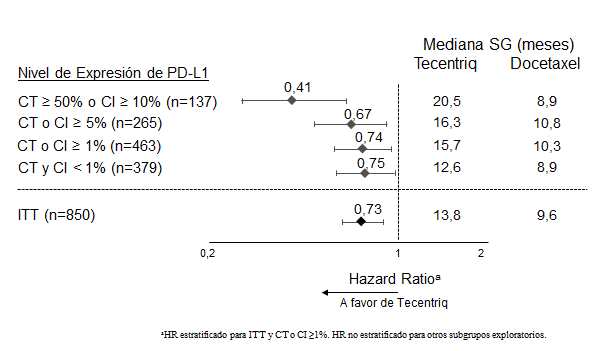 Mediana SG (meses)
Nivel de Expresión de PD-L1 Tecentriq Docetaxel
CT ≥ 50% o CI ≥ 10% (n=137) 0,41 20,5 8,9
CT o CI ≥ 5% (n=265) 0,67 16,3 10,8
CT o CI ≥ 1% (n=463) 0,74 15,7 10,3
CT y CI < 1% (n=379) 0,75 12,6 8,9
ITT (n=850) 0,73 13,8 9,6
0,2 1 2
Hazard Ratioᵃ
A favor de Tecentriq
ᵃHR estratificado para ITT y CT o CI ≥1%. HR no estratificado para otros subgrupos exploratorios.